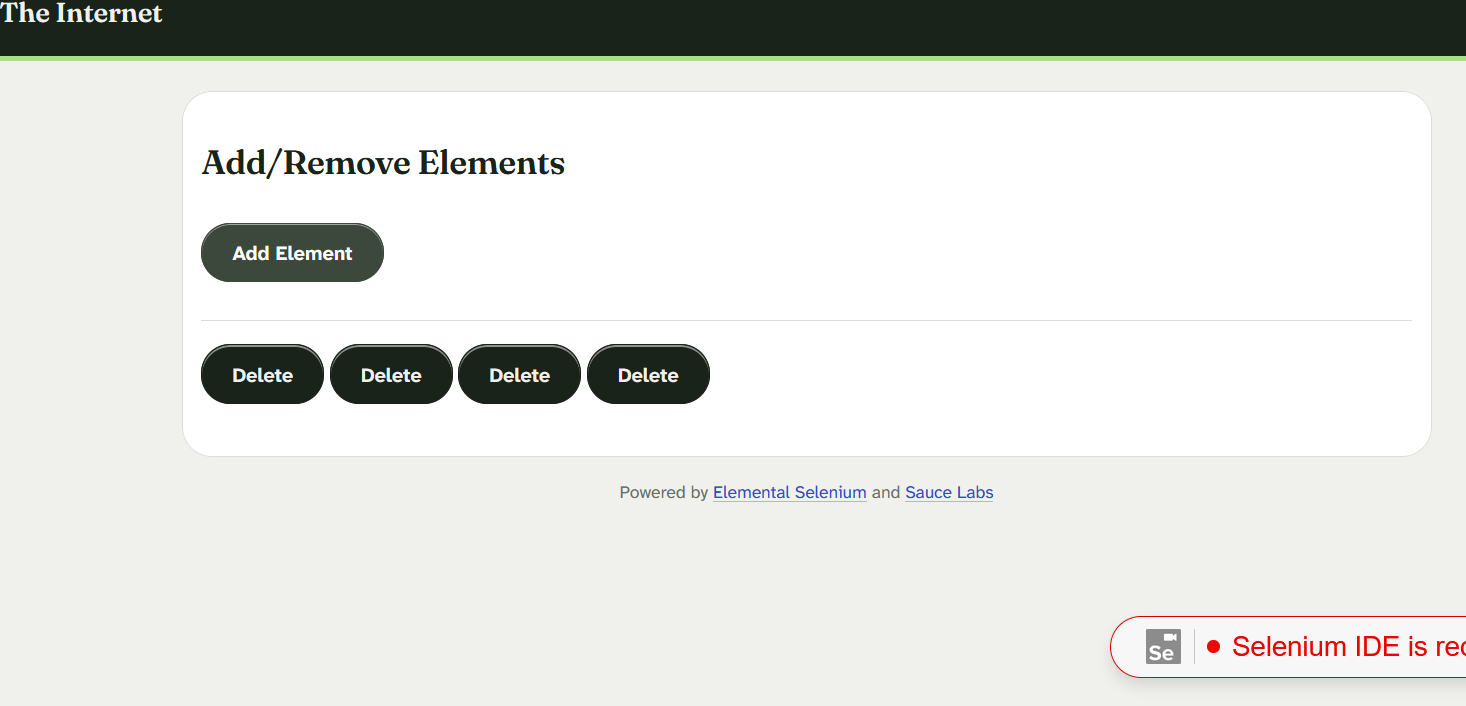 The Internet
Add/Remove Elements
Add Element
Delete Delete Delete Delete
Powered by Elemental Selenium and Sauce Labs
Se Selenium IDE is rec